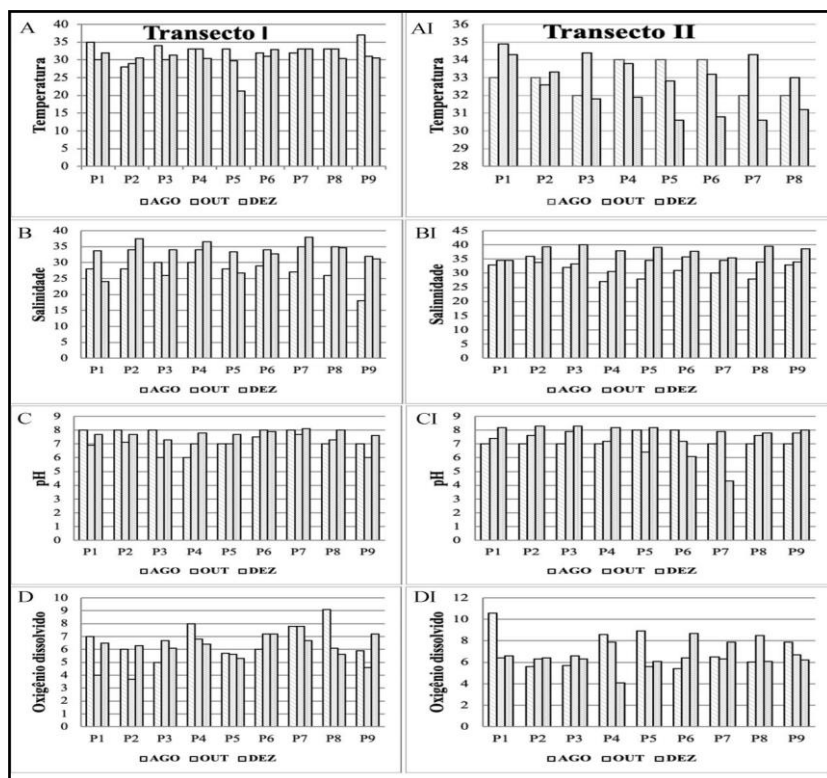 A
Transecto I
Temperatura
40
35
30
25
20
15
10
5
0
P1 P2 P3 P4 P5 P6 P7 P8 P9
AGO OUT DEZ
AI
Transecto II
Temperatura
36
35
34
33
32
31
30
29
28
P1 P2 P3 P4 P5 P6 P7 P8
AGO OUT DEZ
B
Salinidade
40
35
30
25
20
15
10
5
0
P1 P2 P3 P4 P5 P6 P7 P8 P9
AGO OUT DEZ
BI
Salinnidade
45
40
35
30
25
20
15
10
5
0
P1 P2 P3 P4 P5 P6 P7 P8 P9
AGO OUT DEZ
C
pH
9
8
7
6
5
4
3
2
1
0
P1 P2 P3 P4 P5 P6 P7 P8 P9
AGO OUT DEZ
CI
pH
9
8
7
6
5
4
3
2
1
0
P1 P2 P3 P4 P5 P6 P7 P8 P9
AGO OUT DEZ
D
Oxigênio dissolvido
10
9
8
7
6
5
4
3
2
1
0
P1 P2 P3 P4 P5 P6 P7 P8 P9
AGO OUT DEZ
DI
Oxigênio dissolvido
12
10
8
6
4
2
0
P1 P2 P3 P4 P5 P6 P7 P8 P9
AGO OUT DEZ